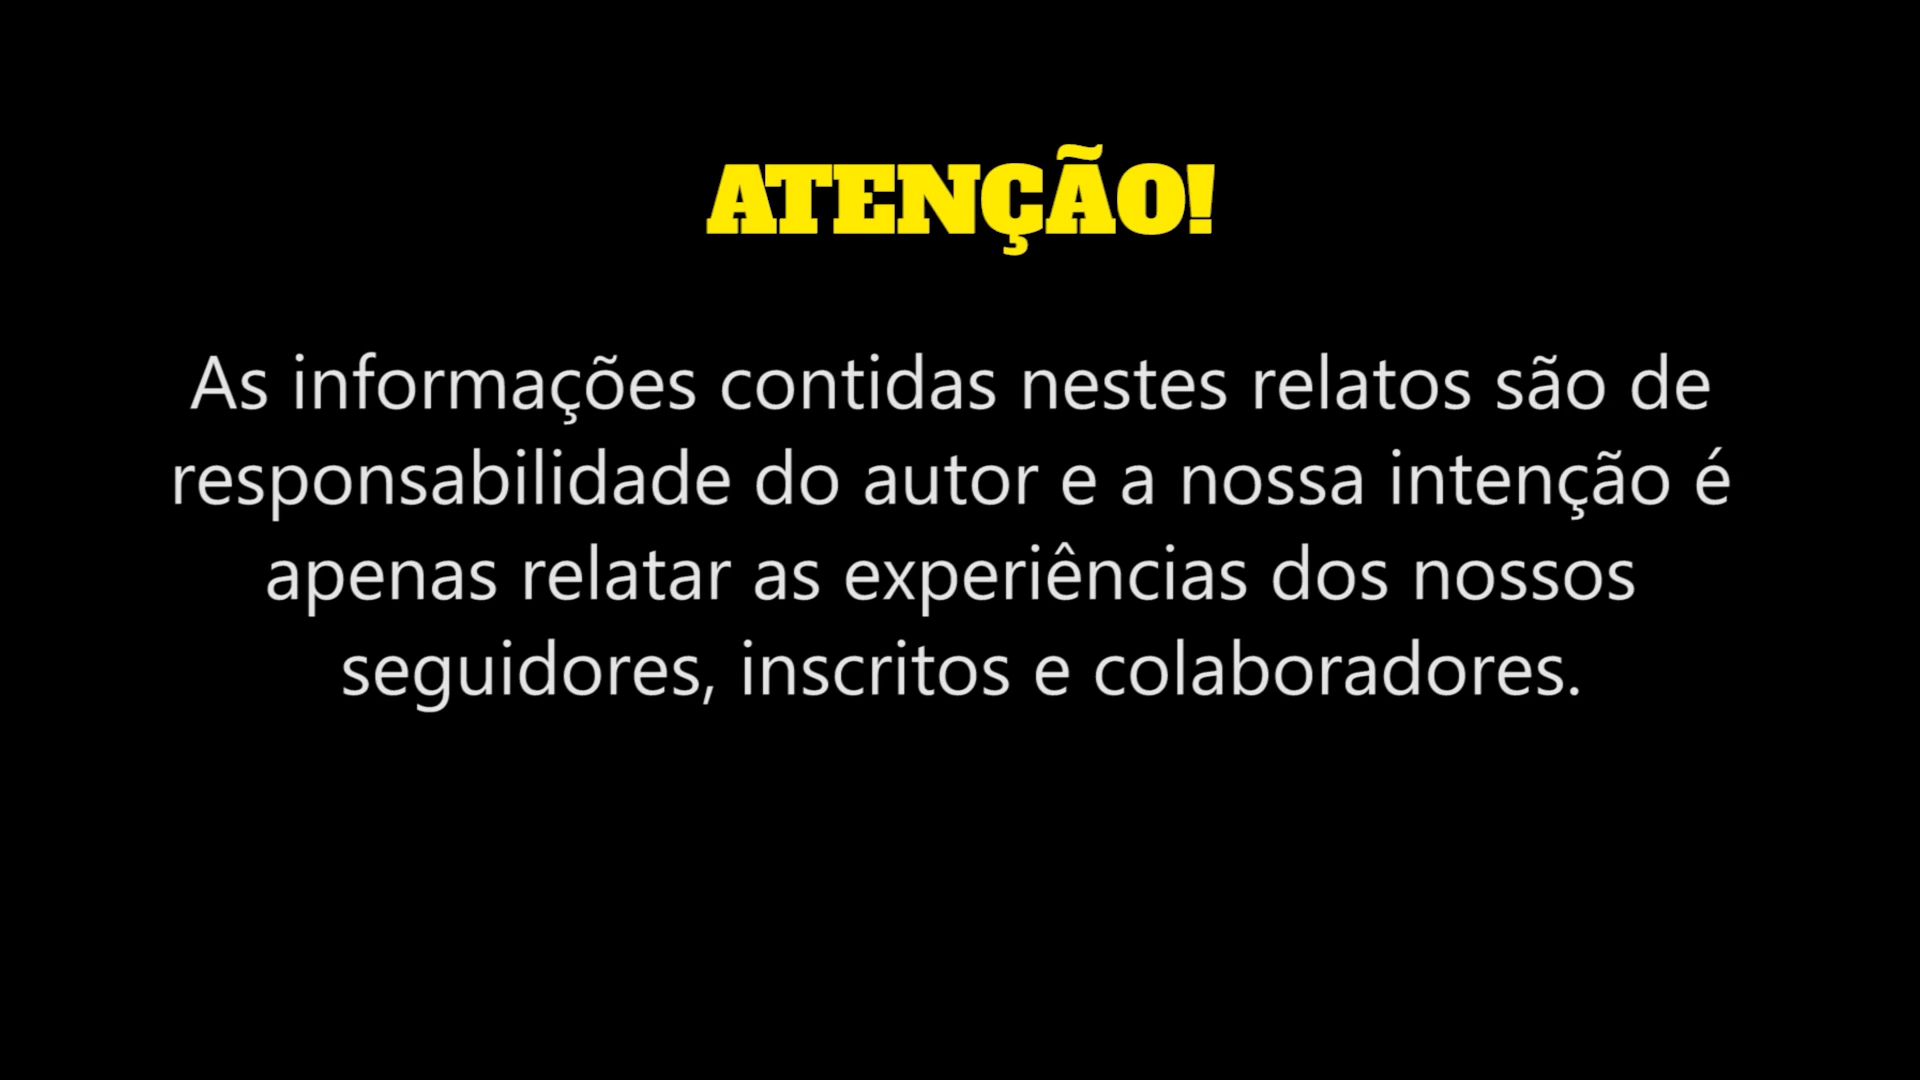 ATENÇÃO!
As informações contidas nestes relatos são de
responsabilidade do autor e a nossa intenção é
apenas relatar as experiências dos nossos
seguidores, inscritos e colaboradores.